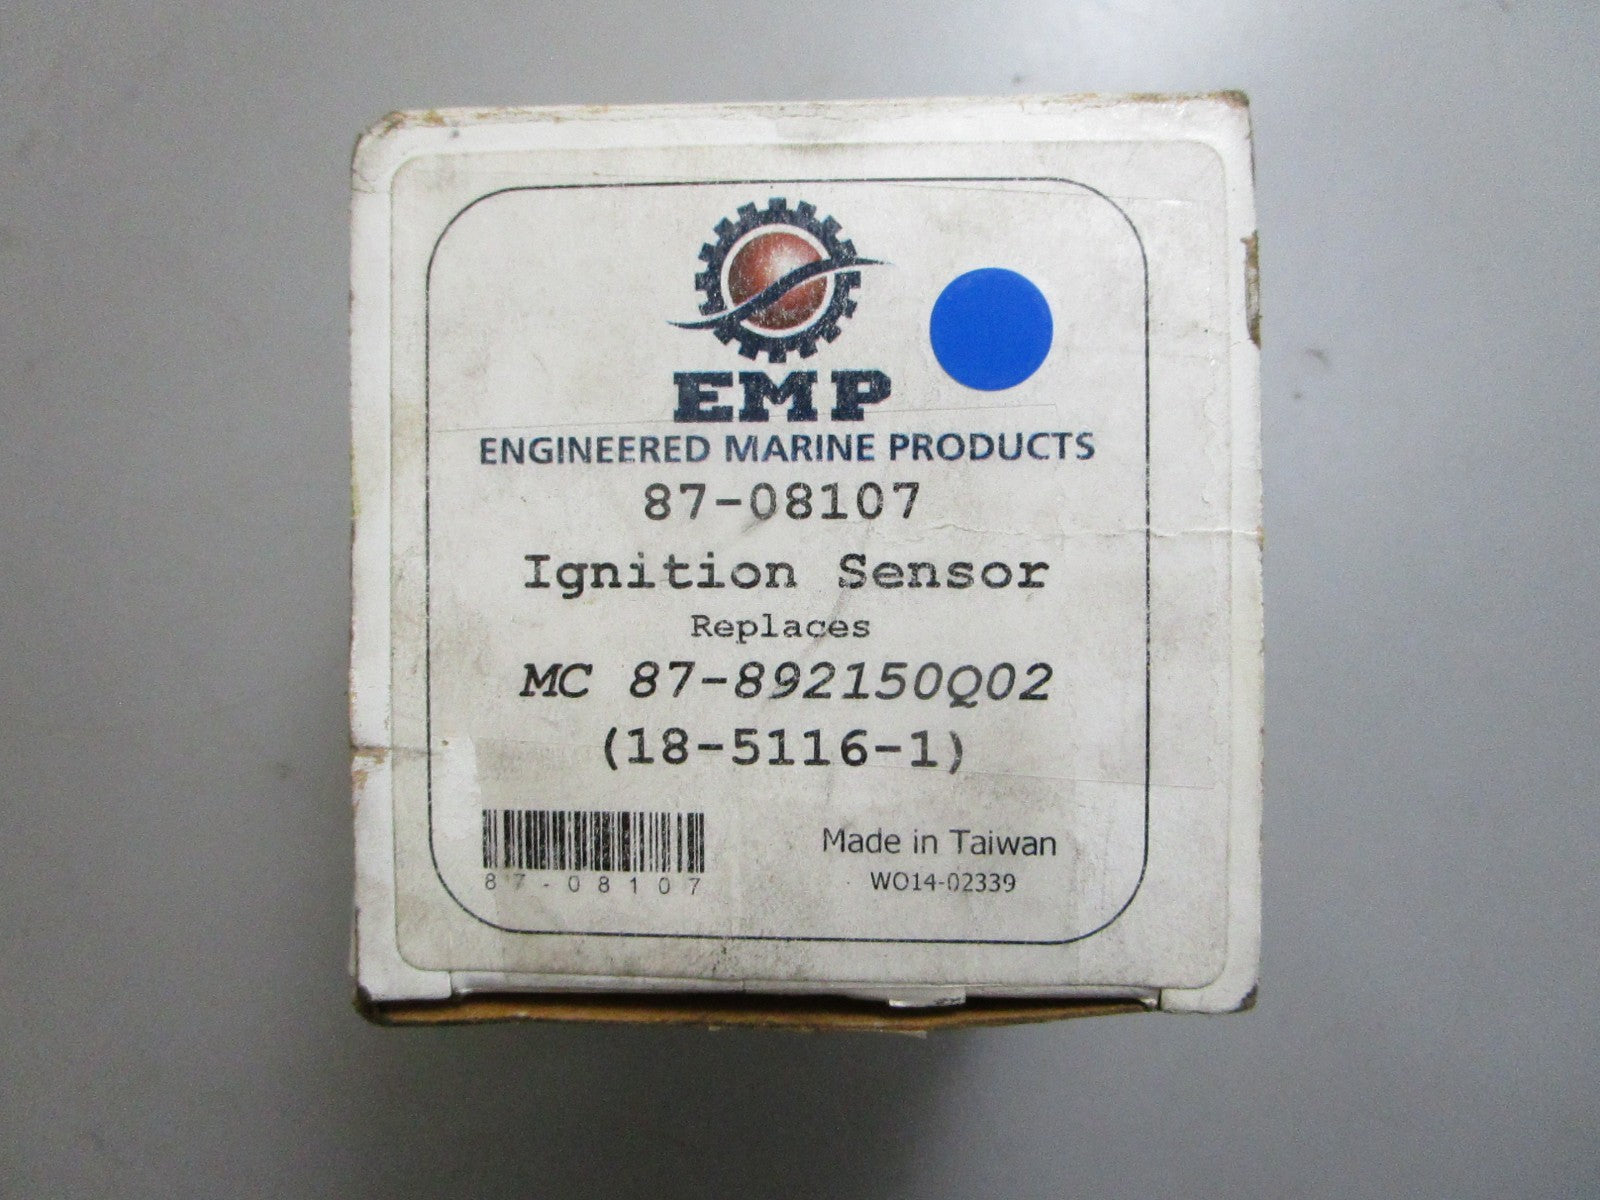 EMP
ENGINEERED MARINE PRODUCTS
87-08107
Ignition Sensor
Replaces
MC 87-892150Q02
(18-5116-1)
87-08107
Made in Taiwan
WO14-02339